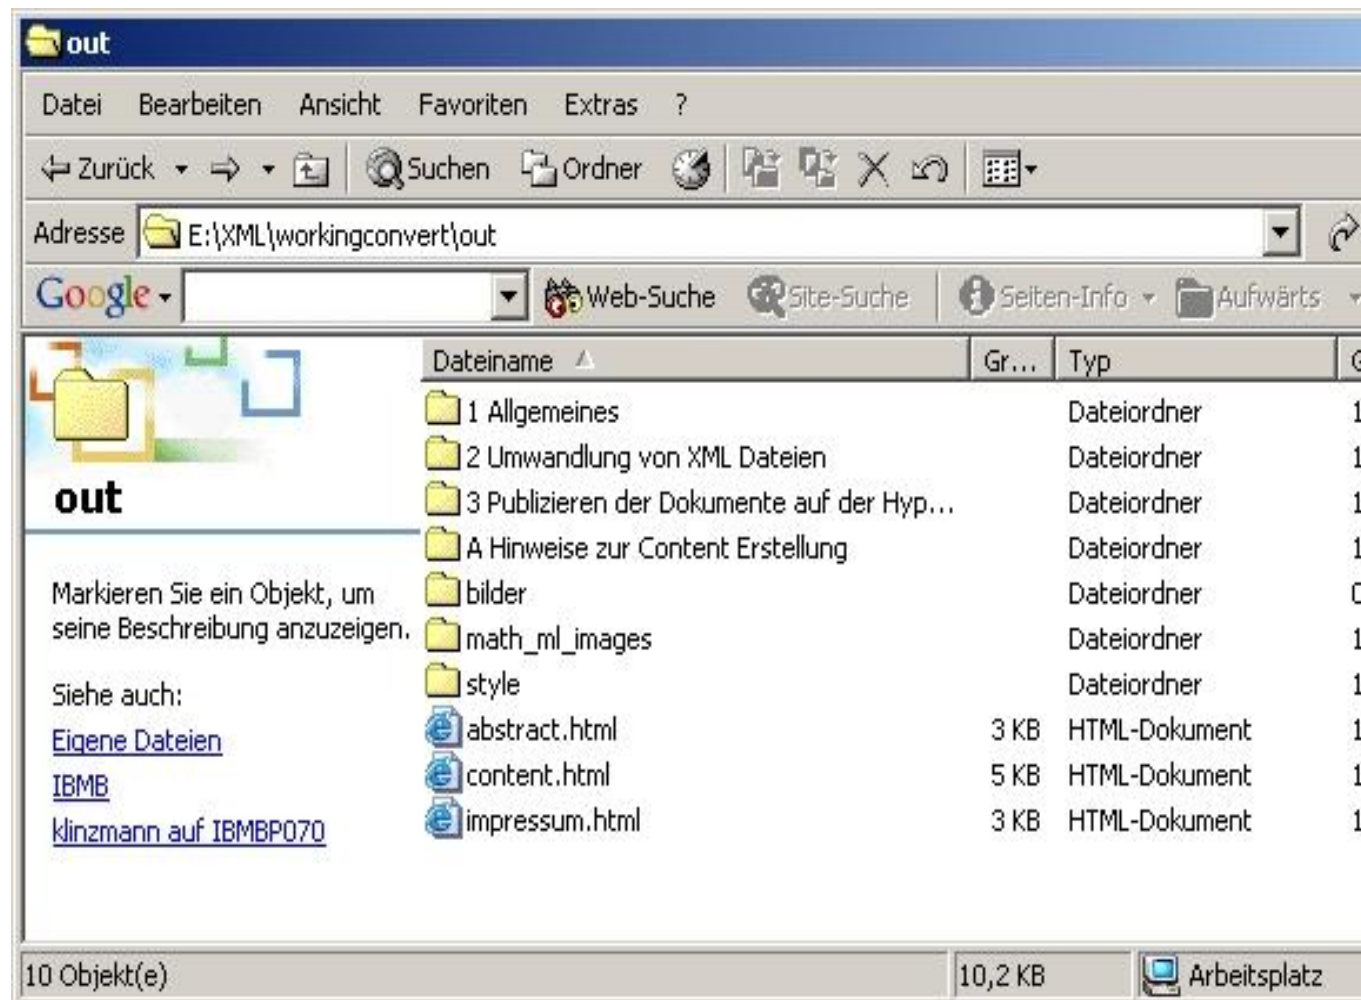 out
Datei Bearbeiten Ansicht Favoriten Extras ?
Zurück Suchen Ordner
Adresse E:\XML\workingconvert\out
Google Web-Suche Site-Suche Seiten-Info Aufwärts
Dateiname Gr... Typ
1 Allgemeines Dateiordner
2 Umwandlung von XML Dateien Dateiordner
3 Publizieren der Dokumente auf der Hyp... Dateiordner
A Hinweise zur Content Erstellung Dateiordner
bilder Dateiordner
math_ml_images Dateiordner
style Dateiordner
abstract.html 3 KB HTML-Dokument
content.html 5 KB HTML-Dokument
impressum.html 3 KB HTML-Dokument
out
Markieren Sie ein Objekt, um
seine Beschreibung anzuzeigen.
Siehe auch:
Eigene Dateien
IBMB
klinzmann auf IBMBP070
10 Objekt(e) 10,2 KB Arbeitsplatz